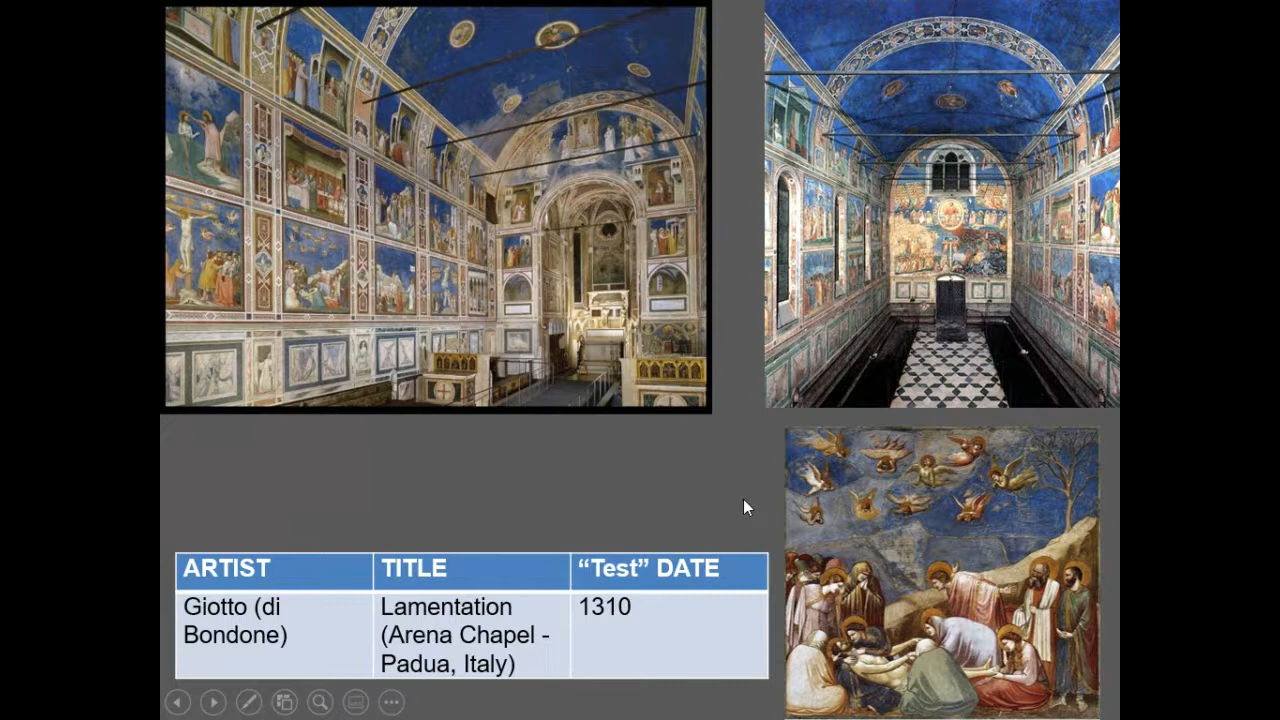 ARTIST TITLE “Test” DATE
Giotto (di Bondone) Lamentation (Arena Chapel - Padua, Italy) 1310